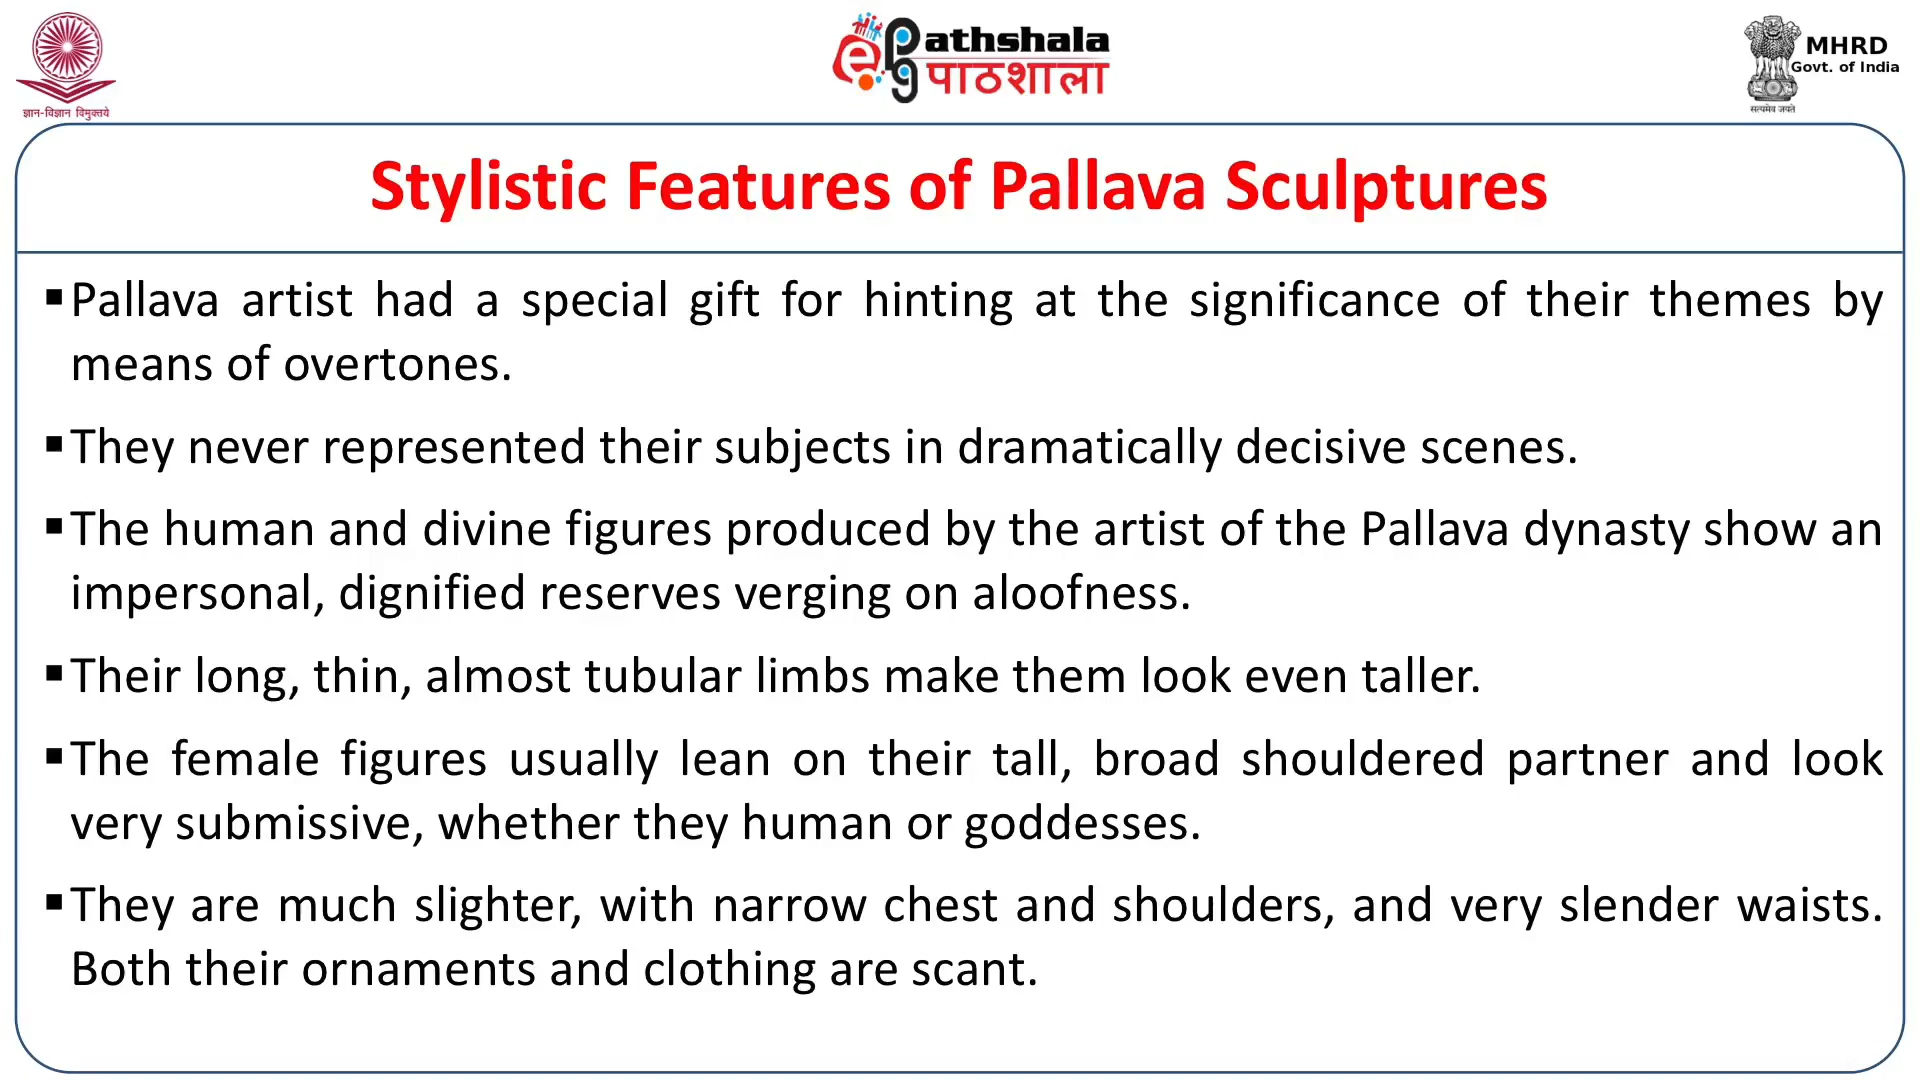 ज्ञान-विज्ञान विमुक्तये
ePathshala
पाठशाला
MHRD
Govt. of India
सत्यमेव जयते
Stylistic Features of Pallava Sculptures
▪Pallava artist had a special gift for hinting at the significance of their themes by
means of overtones.
▪They never represented their subjects in dramatically decisive scenes.
▪The human and divine figures produced by the artist of the Pallava dynasty show an
impersonal, dignified reserves verging on aloofness.
▪Their long, thin, almost tubular limbs make them look even taller.
▪The female figures usually lean on their tall, broad shouldered partner and look
very submissive, whether they human or goddesses.
▪They are much slighter, with narrow chest and shoulders, and very slender waists.
Both their ornaments and clothing are scant.